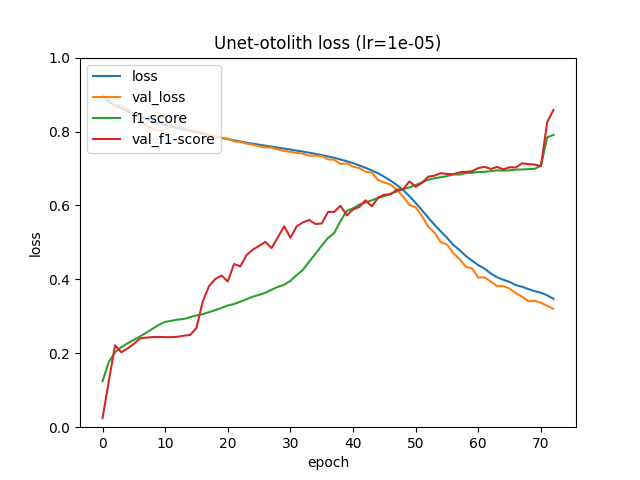 Unet-otolith loss (lr=1e-05)
loss
val_loss
f1-score
val_f1-score
1.0
0.8
0.6
0.4
0.2
0.0
loss
0 10 20 30 40 50 60 70
epoch